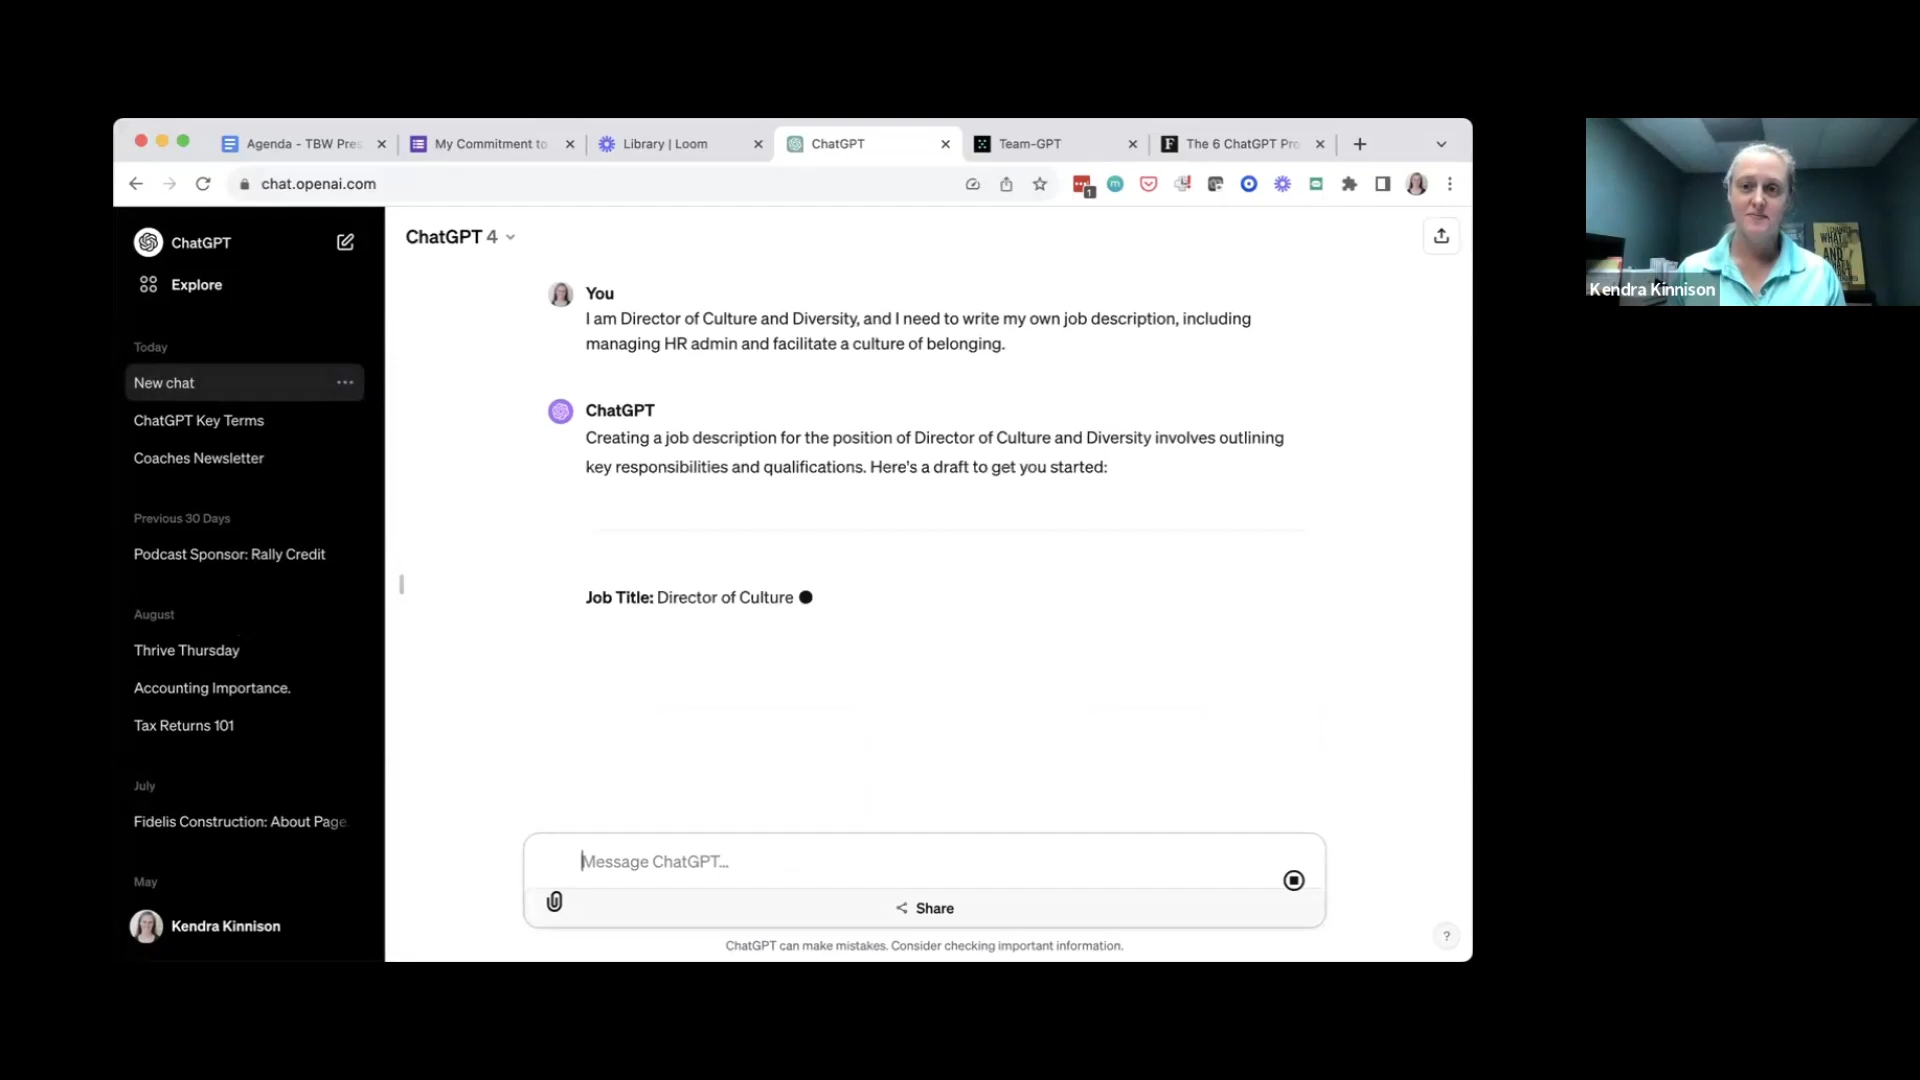 Agenda - TBW Pres
My Commitment to
Library | Loom
ChatGPT
Team-GPT
The 6 ChatGPT Pro
chat.openai.com
1
m
ChatGPT
Explore
Today
New chat
ChatGPT Key Terms
Coaches Newsletter
Previous 30 Days
Podcast Sponsor: Rally Credit
August
Thrive Thursday
Accounting Importance.
Tax Returns 101
July
Fidelis Construction: About Page
May
Kendra Kinnison
ChatGPT 4
You
I am Director of Culture and Diversity, and I need to write my own job description, including
managing HR admin and facilitate a culture of belonging.
ChatGPT
Creating a job description for the position of Director of Culture and Diversity involves outlining
key responsibilities and qualifications. Here's a draft to get you started:
Job Title: Director of Culture
Message ChatGPT...
Share
ChatGPT can make mistakes. Consider checking important information.
?
WHAT
AND
Kendra Kinnison